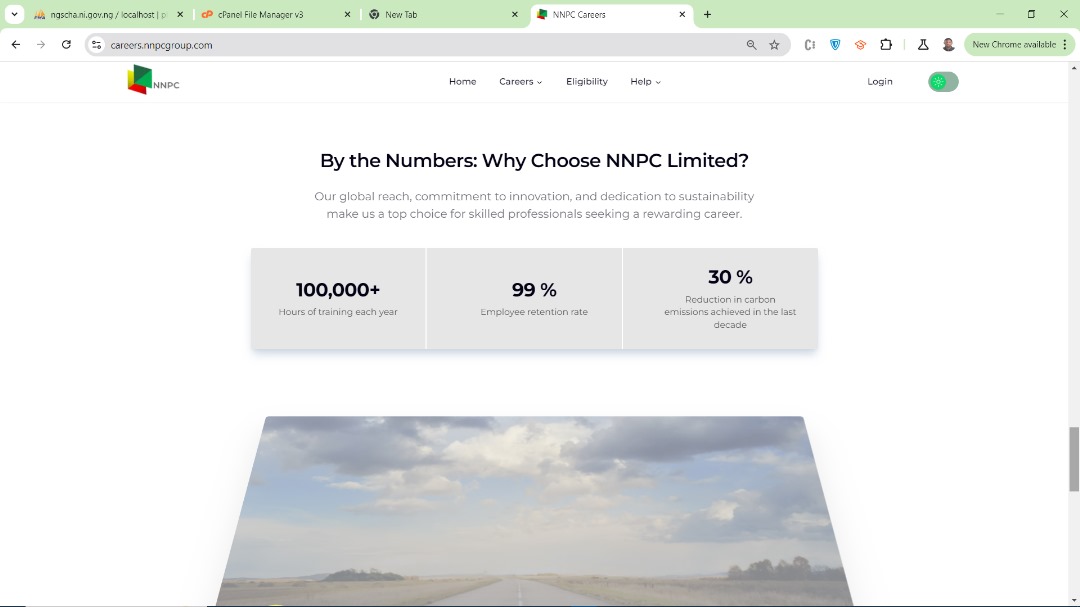 ngscha.ni.gov.ng / localhost | p
cPanel File Manager v3
New Tab
NNPC Careers
careers.nnpcgroup.com
New Chrome available
NNPC
Home
Careers
Eligibility
Help
Login
By the Numbers: Why Choose NNPC Limited?
Our global reach, commitment to innovation, and dedication to sustainability
make us a top choice for skilled professionals seeking a rewarding career.
100,000+
Hours of training each year
99 %
Employee retention rate
30 %
Reduction in carbon
emissions achieved in the last
decade